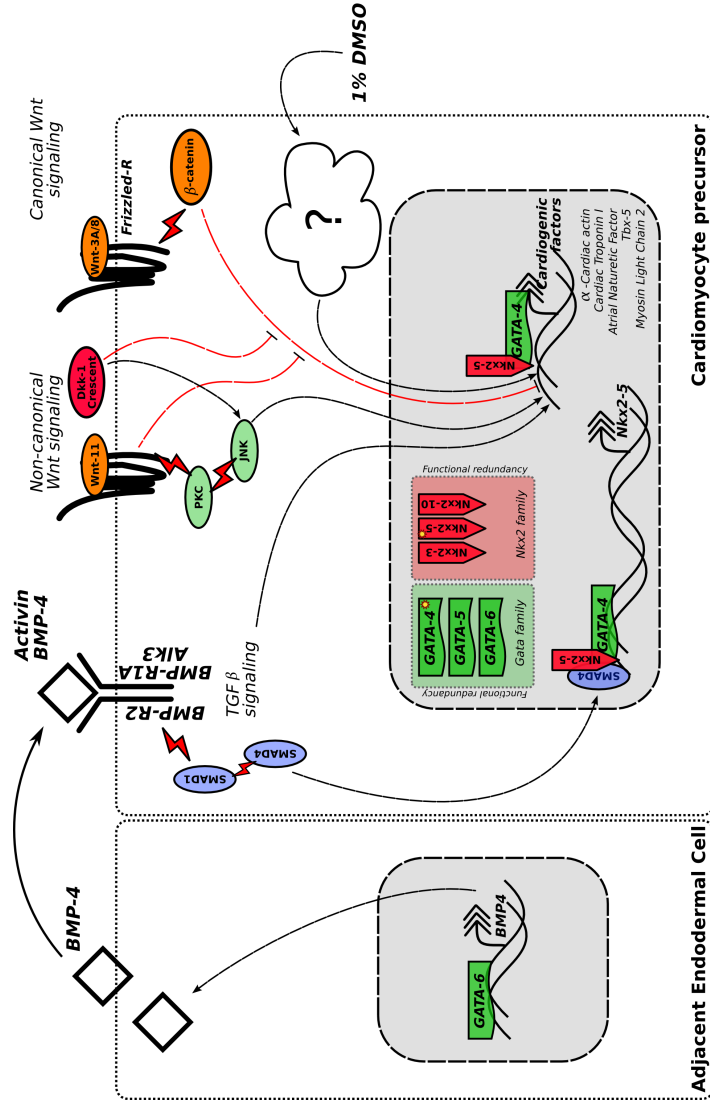 Activin
BMP-4
BMP-4
Non-canonical
Wnt signaling
Canonical Wnt
signaling
Wnt-11
Dkk-1
Crescent
Wnt-3A/8
Frizzled-R
1% DMSO
BMP-R2
BMP-R1A
Alk3
TGF β
signaling
SMAD1
SMAD4
PKC
JNK
β-catenin
?
Functional redundancy
GATA-4
GATA-5
GATA-6
Gata family
Functional redundancy
Nkx2-3
Nkx2-5
Nkx2-10
Nkx2 family
Nkx2-5
GATA-4
Cardiogenic
factors
α -Cardiac actin
Cardiac Troponin I
Atrial Naturetic Factor
Tbx-5
Myosin Light Chain 2
SMAD4
Nkx2-5
GATA-4
Nkx2-5
Cardiomyocyte precursor
GATA-6
BMP4
Adjacent Endodermal Cell